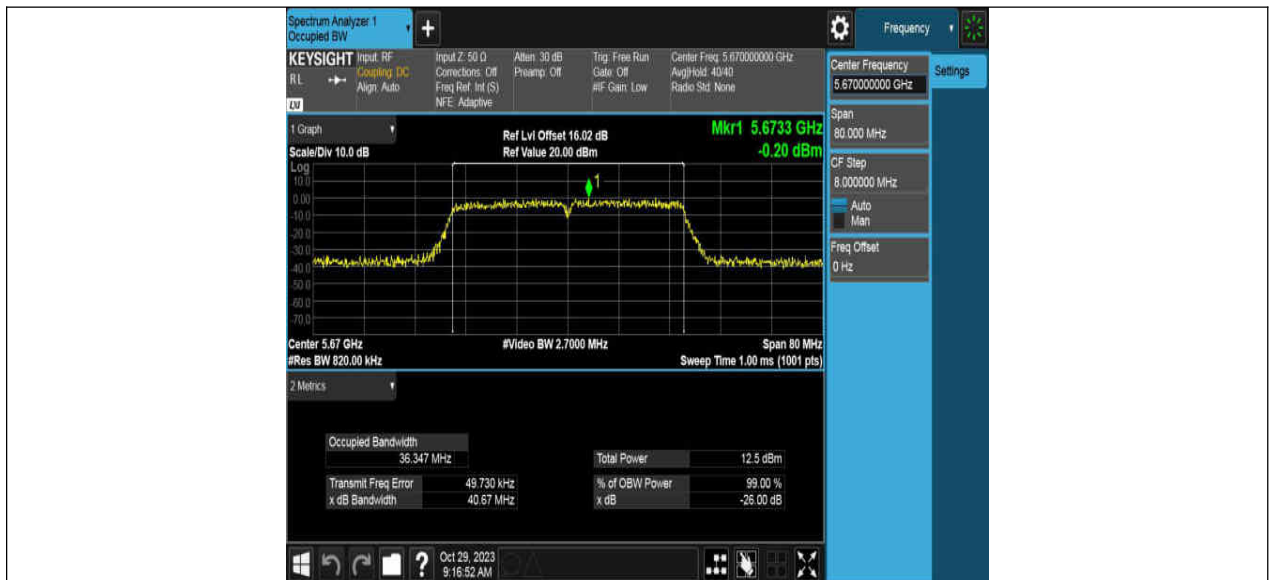 Spectrum Analyzer 1
Occupied BW
+
Frequency
KEYSIGHT
RL
LXI
Input: RF
Coupling: DC
Align: Auto
Input Z: 50 Ω
Corrections: Off
Freq Ref: Int (S)
NFE: Adaptive
Atten: 30 dB
Preamp: Off
Trig: Free Run
Gate: Off
#IF Gain: Low
Center Freq: 5.670000000 GHz
Avg|Hold: 40/40
Radio Std: None
Center Frequency
5.670000000 GHz
Settings
Span
80.000 MHz
CF Step
8.000000 MHz
Auto
Man
Freq Offset
0 Hz
1 Graph
Scale/Div 10.0 dB
Ref Lvl Offset 16.02 dB
Ref Value 20.00 dBm
Mkr1 5.6733 GHz
-0.20 dBm
Log
10.0
0.00
-10.0
-20.0
-30.0
-40.0
-50.0
-60.0
-70.0
1
Center 5.67 GHz
#Res BW 820.00 kHz
#Video BW 2.7000 MHz
Span 80 MHz
Sweep Time 1.00 ms (1001 pts)
2 Metrics
Occupied Bandwidth
36.347 MHz
Total Power 12.5 dBm
Transmit Freq Error 49.730 kHz
% of OBW Power 99.00 %
x dB Bandwidth 40.67 MHz
x dB -26.00 dB
?
Oct 29, 2023
9:16:52 AM